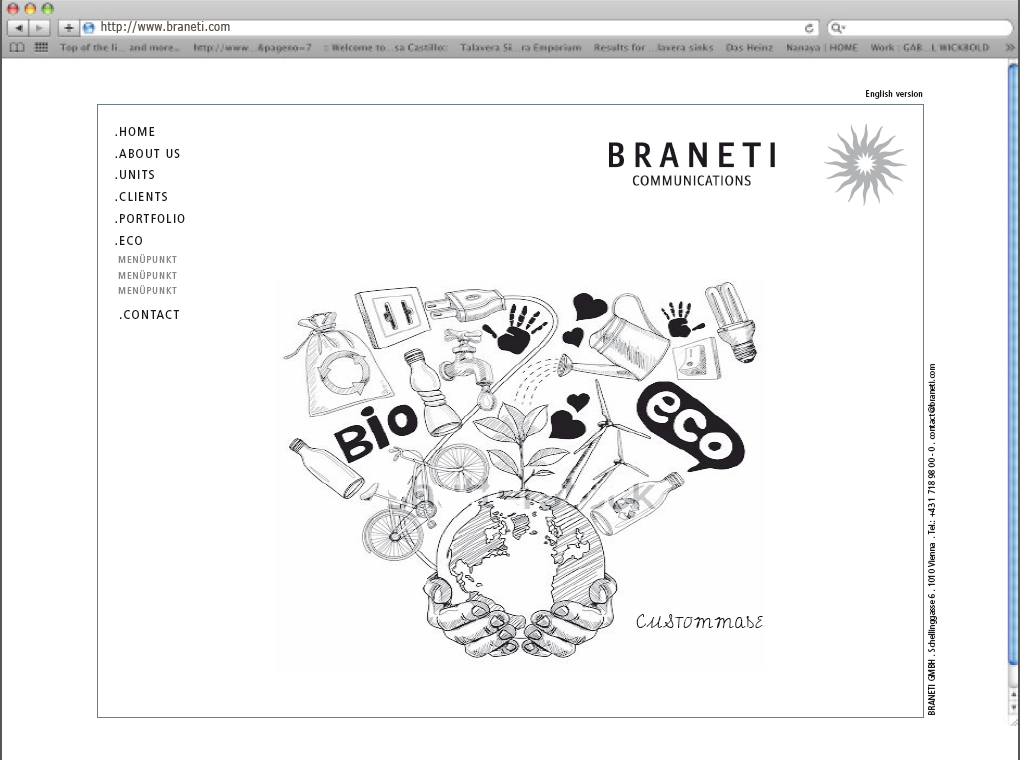 http://www.braneti.com
Top of the li... and more... http://www...&pageno=7 :: Welcome to...sa Castillo:: Talavera Si...ra Emporium Results for ...lavera sinks Das Heinz Nanaya | HOME Work : GAB...L WICKBOLD
English version
.HOME
.ABOUT US
.UNITS
.CLIENTS
.PORTFOLIO
.ECO
MENÜPUNKT
MENÜPUNKT
MENÜPUNKT
.CONTACT
BRANETI
COMMUNICATIONS
Bio
eco
CUSTOMMADE
BRANETI GMBH . Schellinggasse 6 . 1010 Vienna . Tel.: +43 1 718 98 00 - 0 . contact@braneti.com